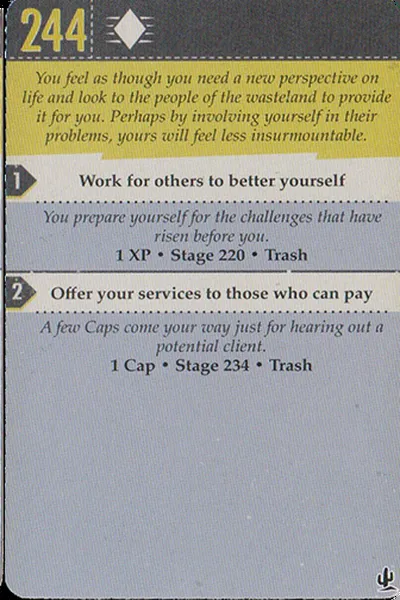 244
You feel as though you need a new perspective on
life and look to the people of the wasteland to provide
it for you. Perhaps by involving yourself in their
problems, yours will feel less insurmountable.
1 Work for others to better yourself
You prepare yourself for the challenges that have
risen before you.
1 XP • Stage 220 • Trash
2 Offer your services to those who can pay
A few Caps come your way just for hearing out a
potential client.
1 Cap • Stage 234 • Trash